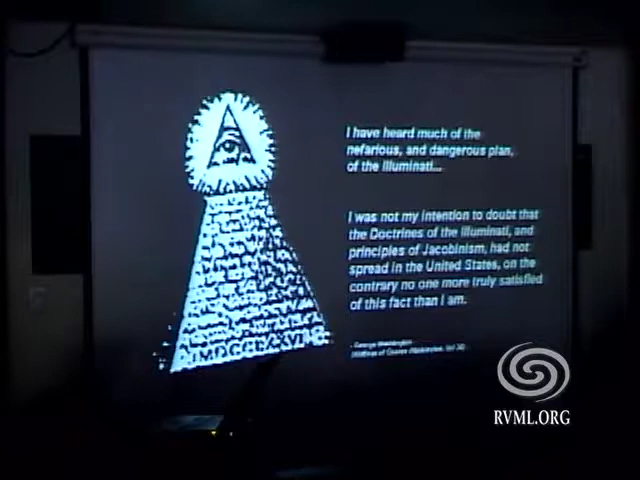 I have heard much of the
nefarious, and dangerous plan,
of the Illuminati...
I was not my intention to doubt that
the Doctrines of the Illuminati, and
principles of Jacobinism, had not
spread in the United States, on the
contrary no one more truly satisfied
of this fact than I am.
- George Washington
MDCCLXXVI
RVML.ORG